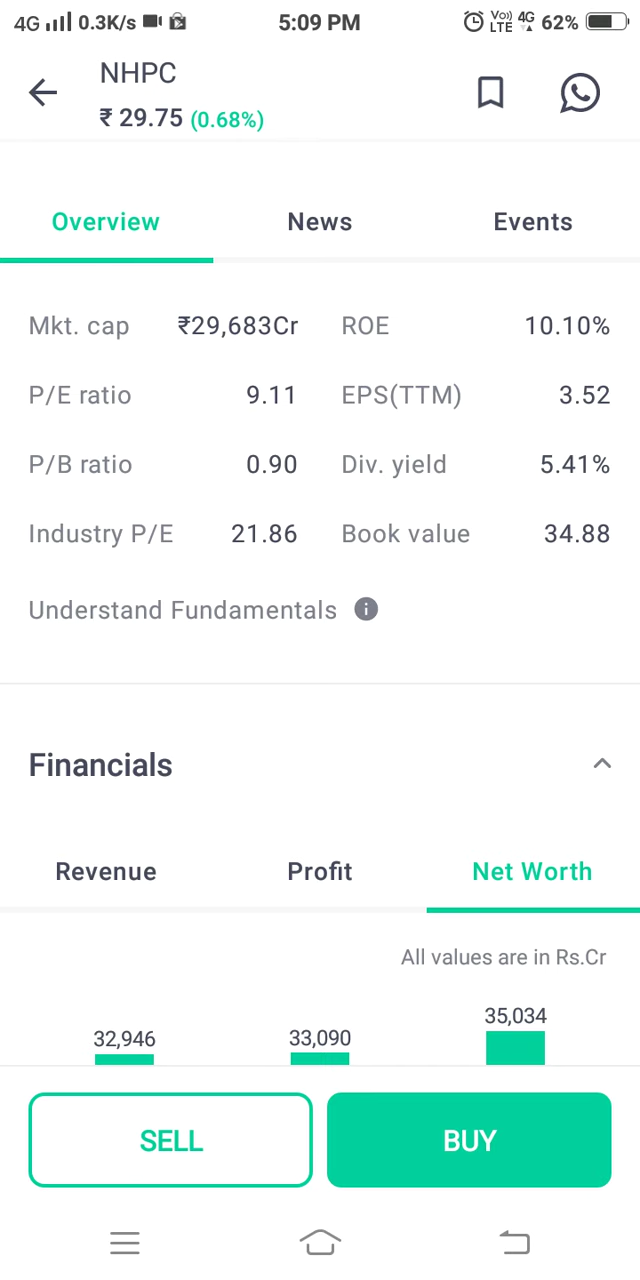 4G 0.3K/s 5:09 PM Vo)) LTE 4G 62%
NHPC
₹ 29.75 (0.68%)
Overview News Events
Mkt. cap ₹29,683Cr ROE 10.10%
P/E ratio 9.11 EPS(TTM) 3.52
P/B ratio 0.90 Div. yield 5.41%
Industry P/E 21.86 Book value 34.88
Understand Fundamentals i
Financials
Revenue Profit Net Worth
All values are in Rs.Cr
32,946 33,090 35,034
SELL BUY